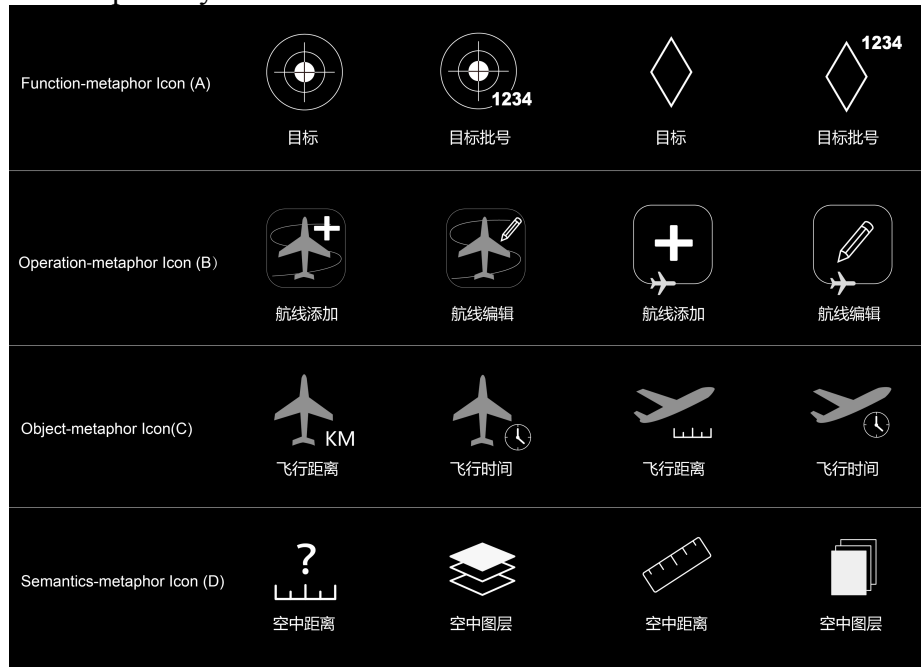 Function-metaphor Icon (A)
1234
1234
目标
目标批号
目标
目标批号
Operation-metaphor Icon (B）
航线添加
航线编辑
航线添加
航线编辑
Object-metaphor Icon(C)
KM
飞行距离
飞行时间
飞行距离
飞行时间
Semantics-metaphor Icon (D)
?
空中距离
空中图层
空中距离
空中图层